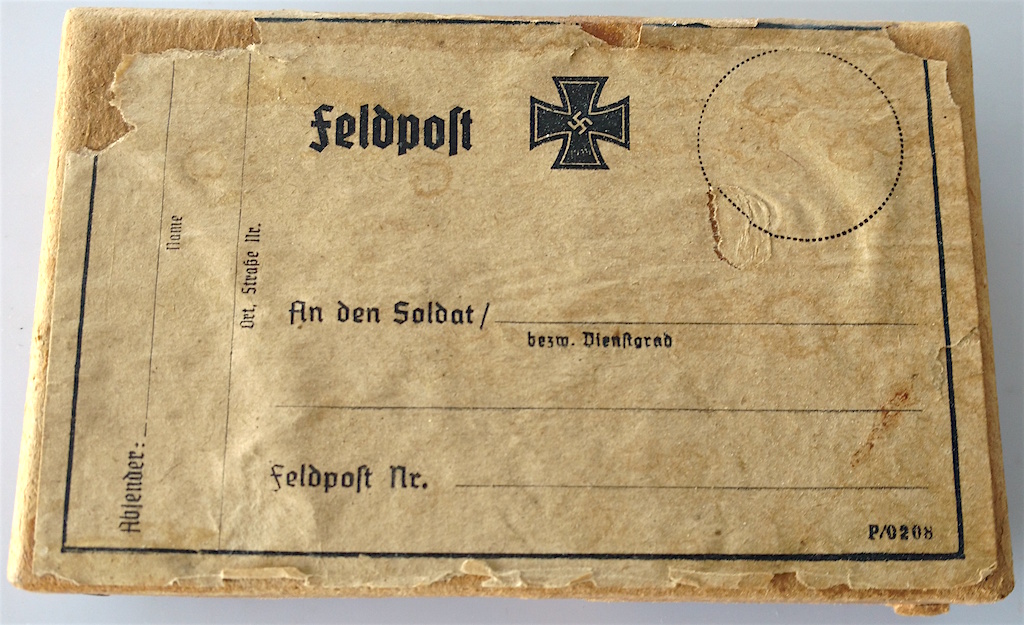 Feldpost
An den Soldat/
bezw. Dienstgrad
Feldpost Nr.
P/0208
Absender:
Name
Ort, Straße Nr.